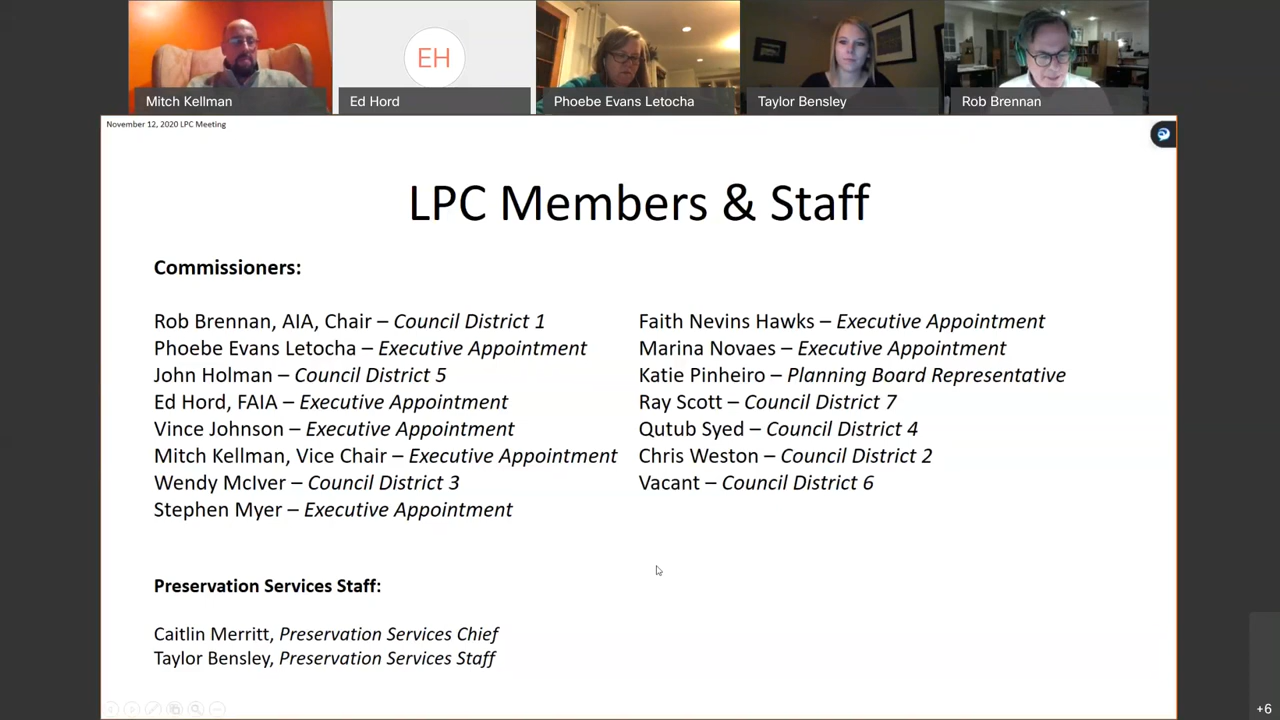 EH
Mitch Kellman
Ed Hord
Phoebe Evans Letocha
Taylor Bensley
Rob Brennan
November 12, 2020 LPC Meeting
LPC Members & Staff
Commissioners:
Rob Brennan, AIA, Chair – Council District 1
Phoebe Evans Letocha – Executive Appointment
John Holman – Council District 5
Ed Hord, FAIA – Executive Appointment
Vince Johnson – Executive Appointment
Mitch Kellman, Vice Chair – Executive Appointment
Wendy McIver – Council District 3
Stephen Myer – Executive Appointment
Faith Nevins Hawks – Executive Appointment
Marina Novaes – Executive Appointment
Katie Pinheiro – Planning Board Representative
Ray Scott – Council District 7
Qutub Syed – Council District 4
Chris Weston – Council District 2
Vacant – Council District 6
Preservation Services Staff:
Caitlin Merritt, Preservation Services Chief
Taylor Bensley, Preservation Services Staff
+6